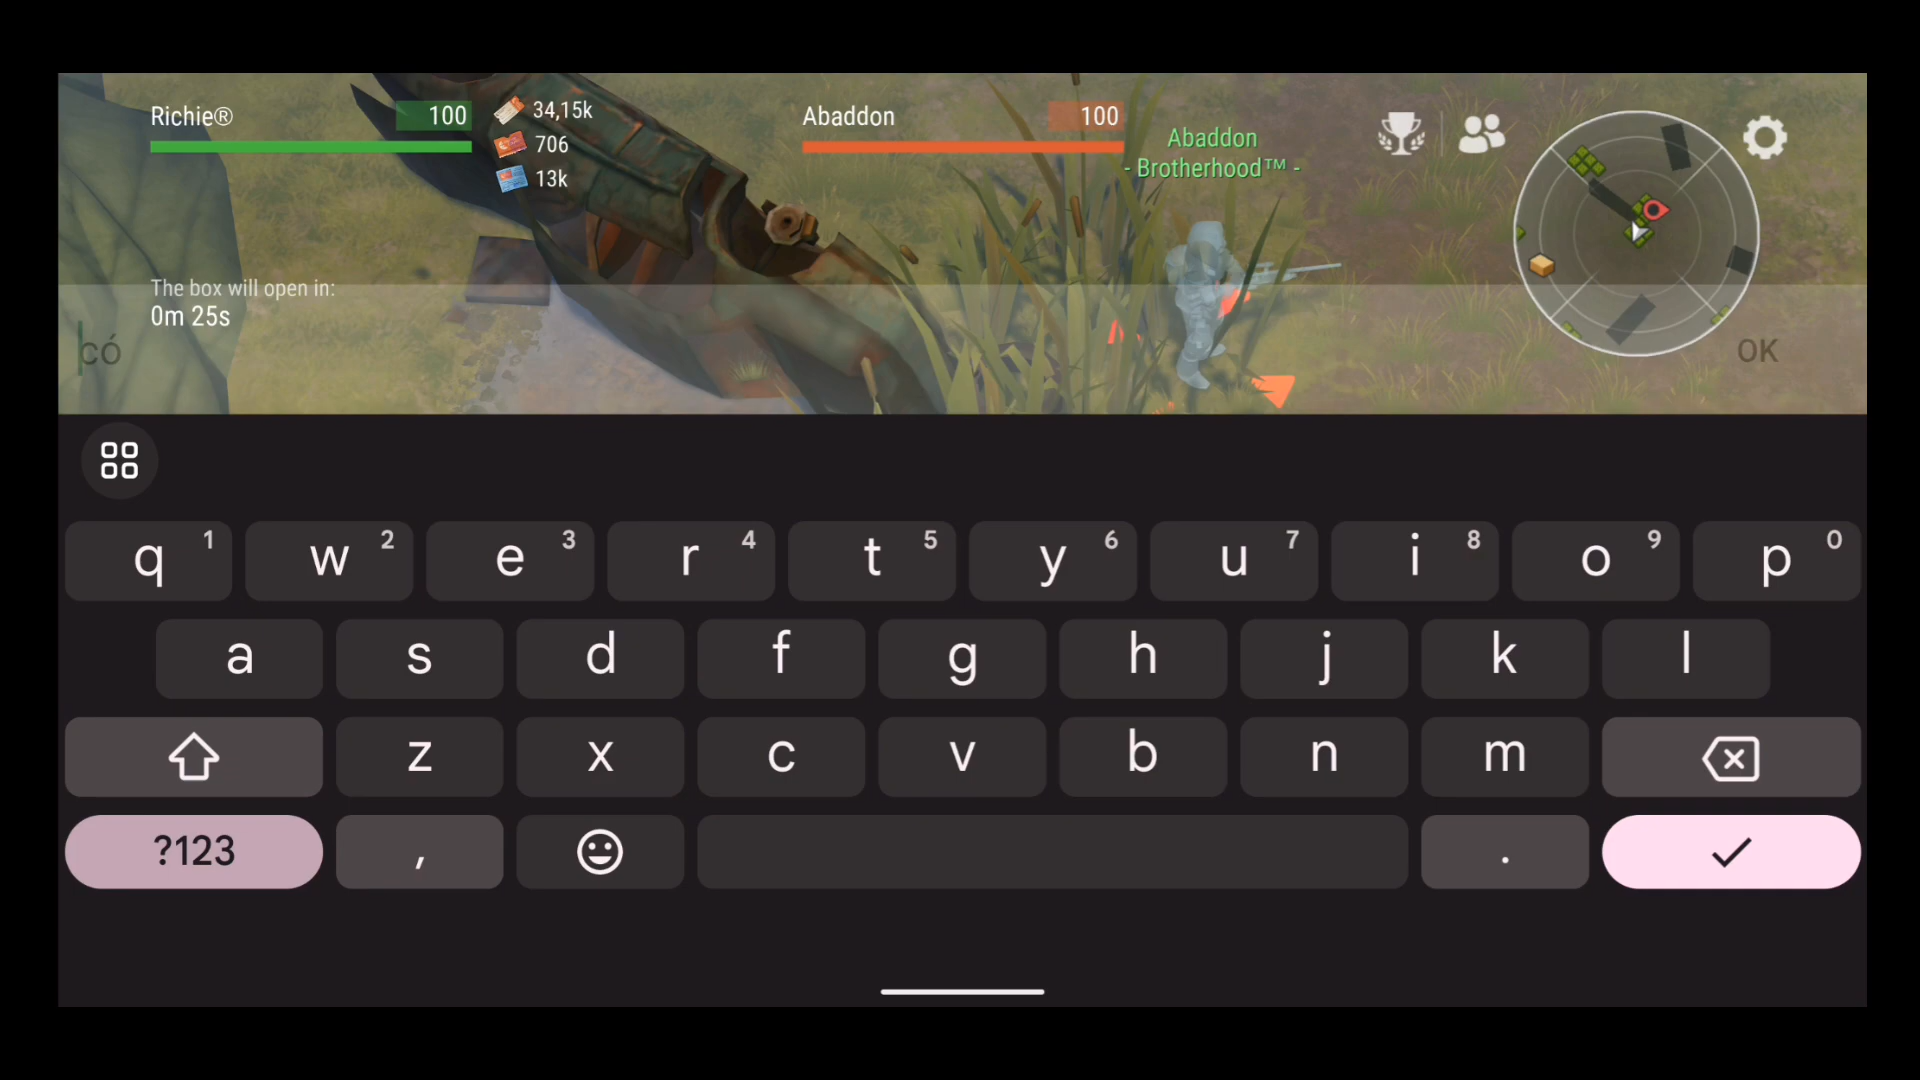 Richie® 100 34,15k Abaddon 100
706
13k
Abaddon
- Brotherhood™ -
The box will open in:
0m 25s
có OK
q 1 w 2 e 3 r 4 t 5 y 6 u 7 i 8 o 9 p 0
a s d f g h j k l
z x c v b n m
?123 , .